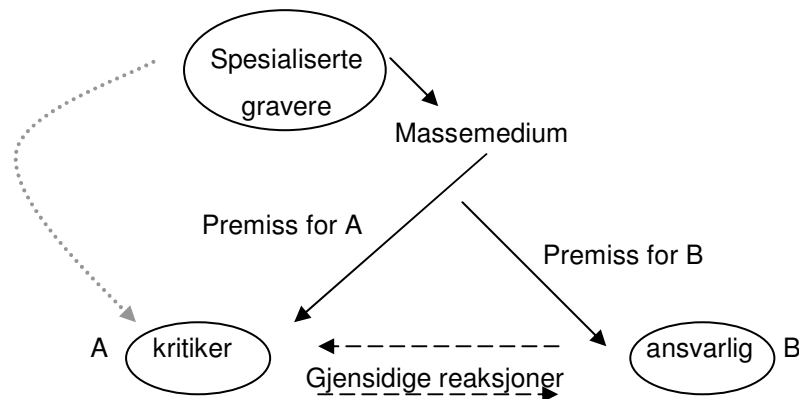 Spesialiserte
gravere
Massemedium
Premiss for A
Premiss for B
A
kritiker
ansvarlig
B
Gjensidige reaksjoner